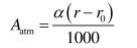 A_atm = α(r − r_0) / 1000